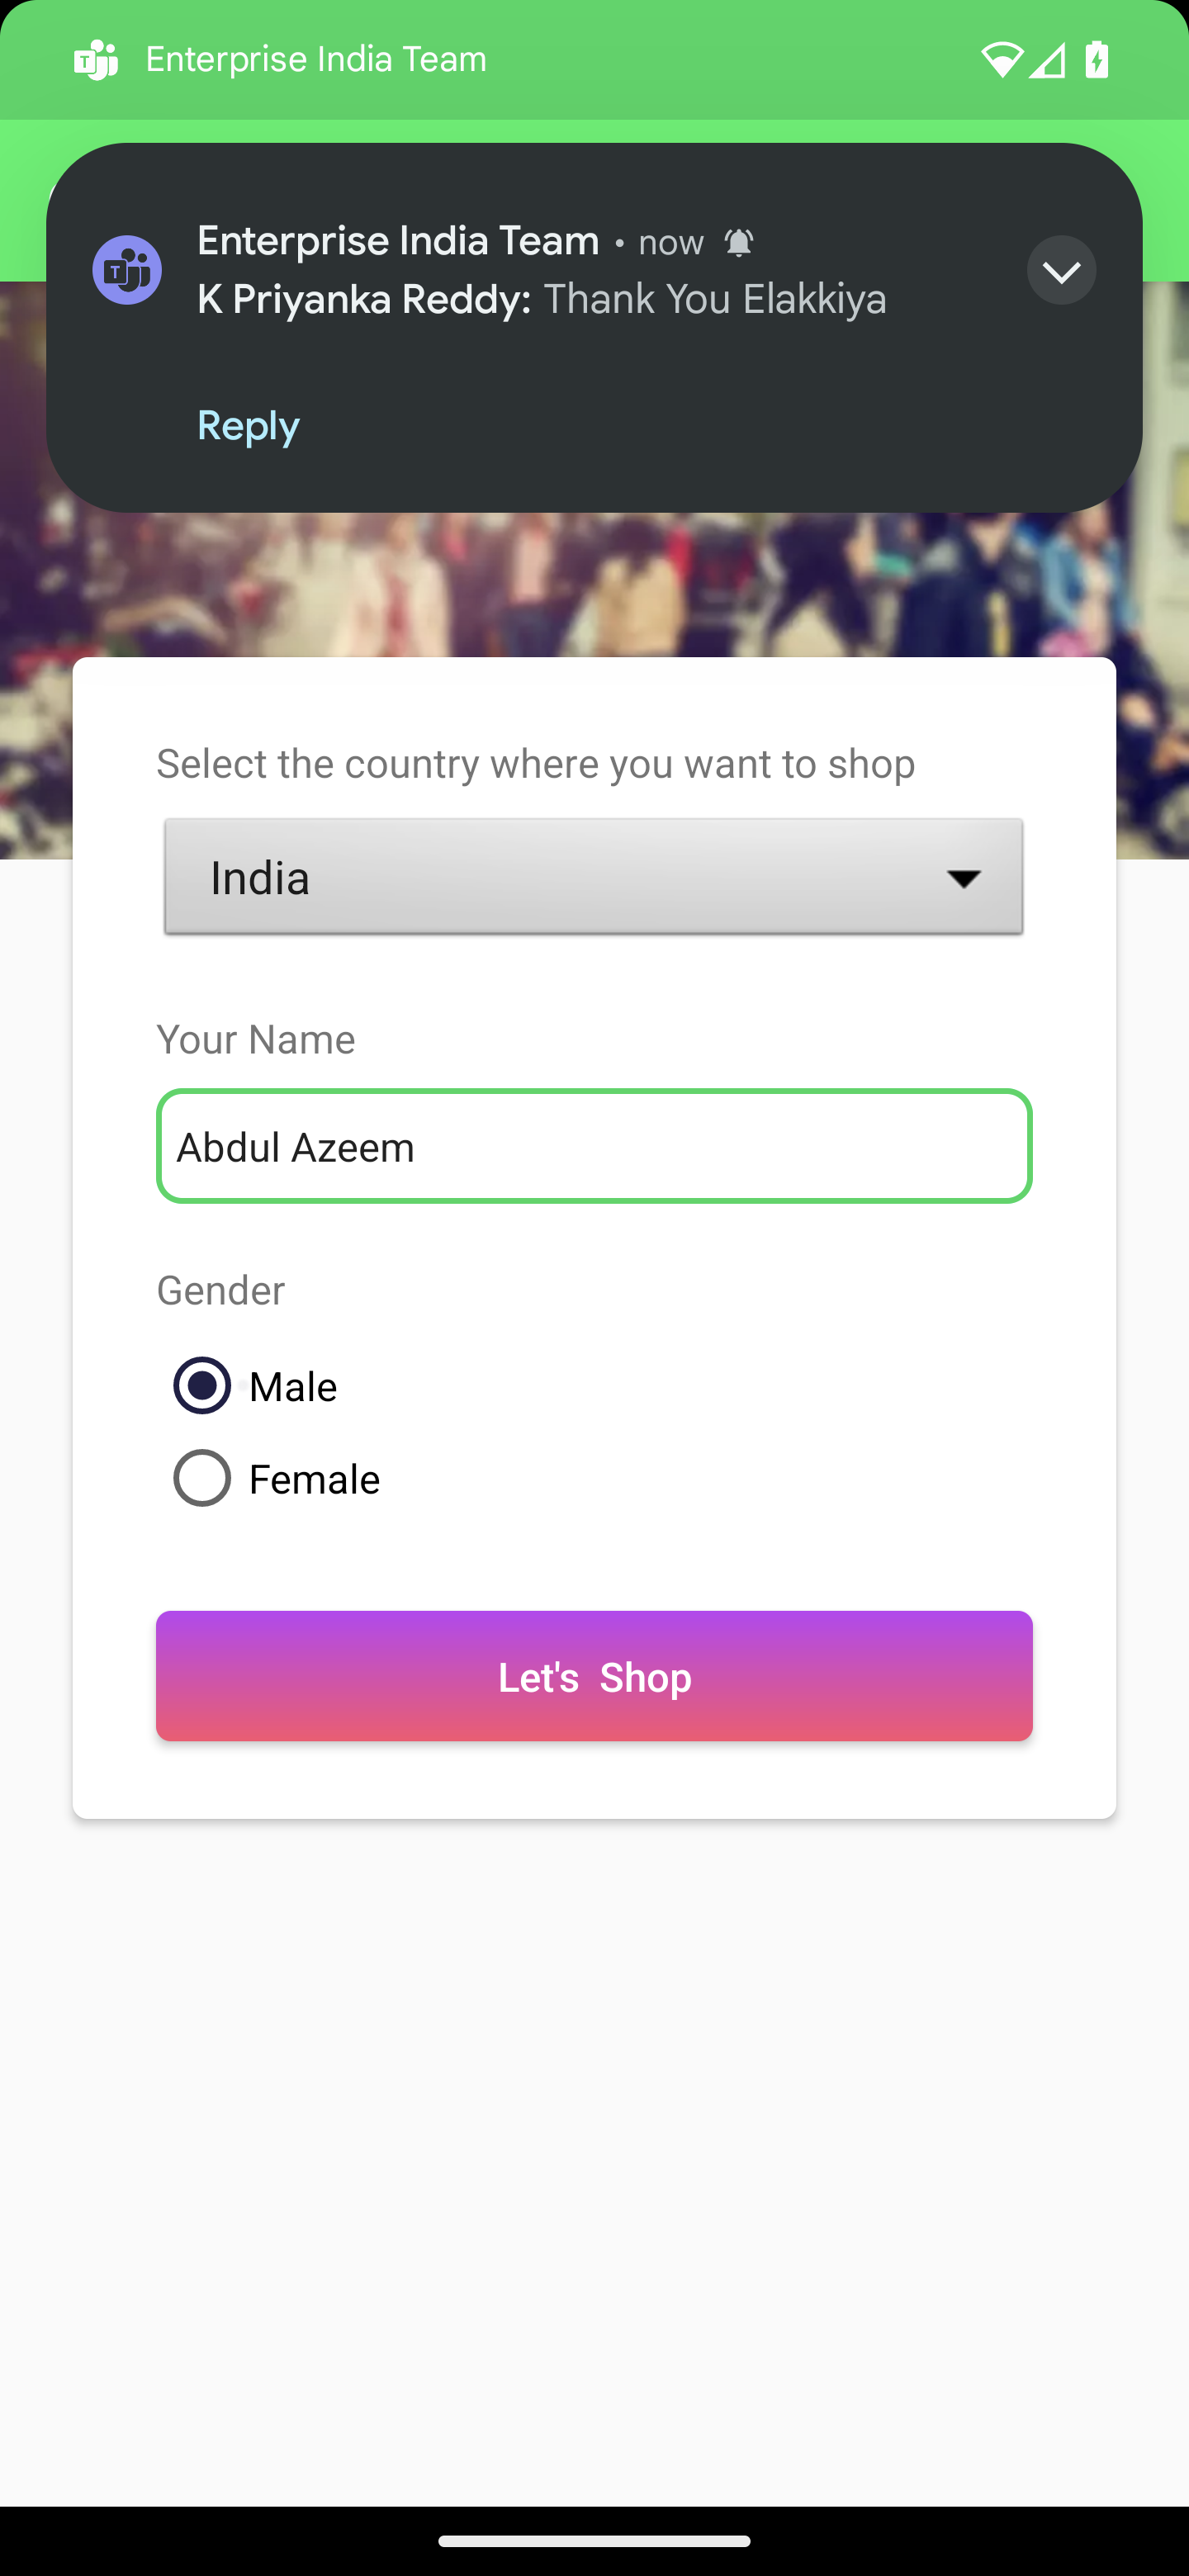 Enterprise India Team
Enterprise India Team • now
K Priyanka Reddy: Thank You Elakkiya
Reply
Select the country where you want to shop
India
Your Name
Abdul Azeem
Gender
Male
Female
Let's Shop